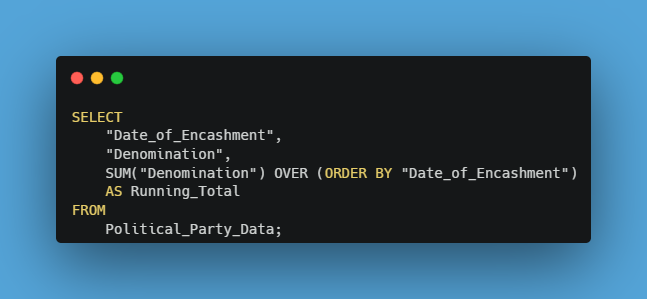 SELECT
    "Date_of_Encashment",
    "Denomination",
    SUM("Denomination") OVER (ORDER BY "Date_of_Encashment")
    AS Running_Total
FROM
    Political_Party_Data;